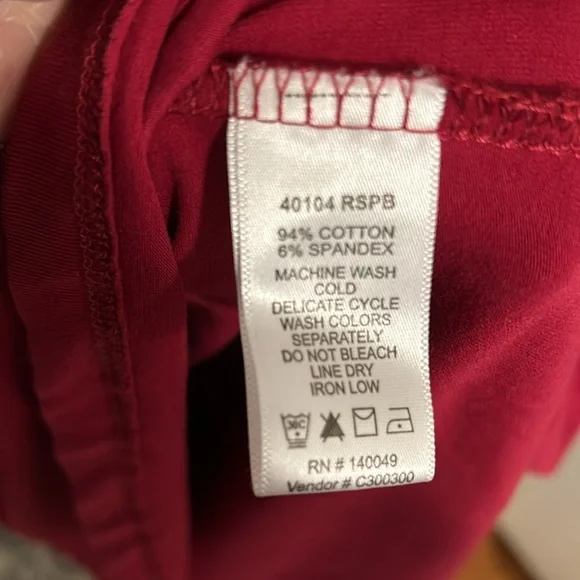 40104 RSPB
94% COTTON
6% SPANDEX
MACHINE WASH
COLD
DELICATE CYCLE
WASH COLORS
SEPARATELY
DO NOT BLEACH
LINE DRY
IRON LOW
30C
RN # 140049
Vendor # C300300